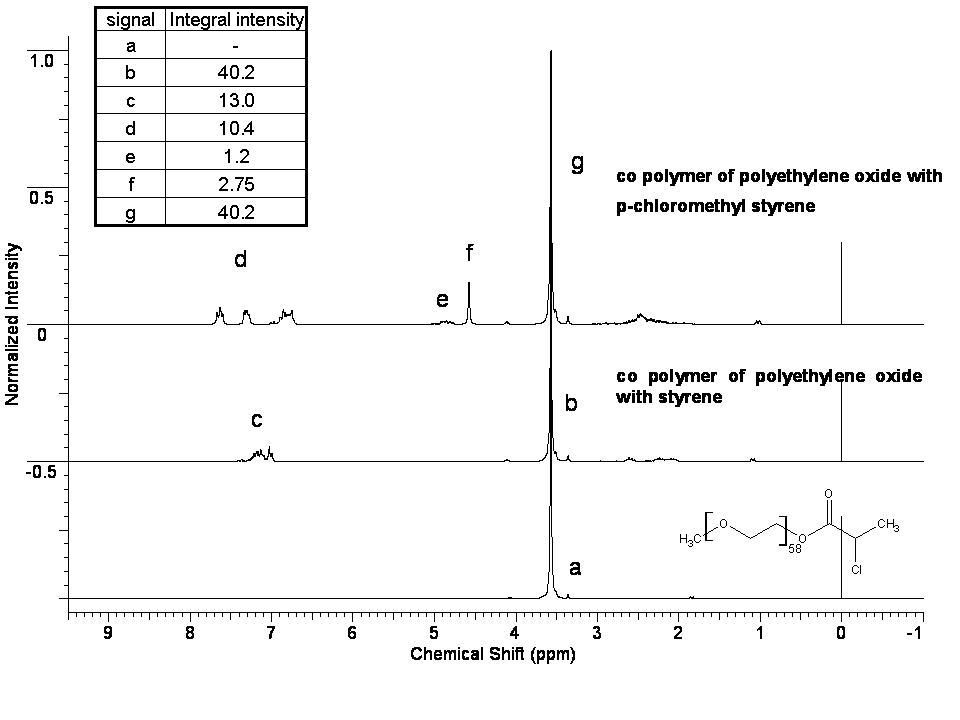 signal Integral intensity
a -
b 40.2
c 13.0
d 10.4
e 1.2
f 2.75
g 40.2
1.0
0.5
0
-0.5
Normalized Intensity
d
e
f
g
co polymer of polyethylene oxide with
p-chloromethyl styrene
c
b
co polymer of polyethylene oxide
with styrene
a
H3C
O
58
O
O
CH3
Cl
9 8 7 6 5 4 3 2 1 0 -1
Chemical Shift (ppm)